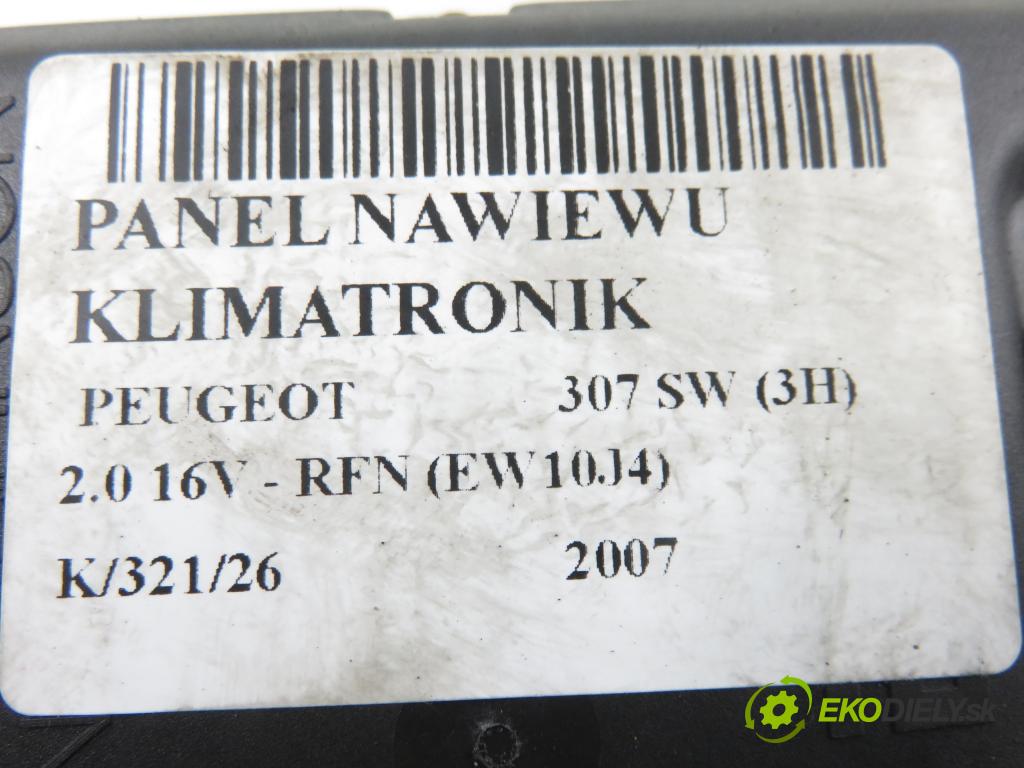 PANEL NAWIEWU
KLIMATRONIK
PEUGEOT 307 SW (3H)
2.0 16V - RFN (EW10J4)
K/321/26 2007
EKODIELY.sk